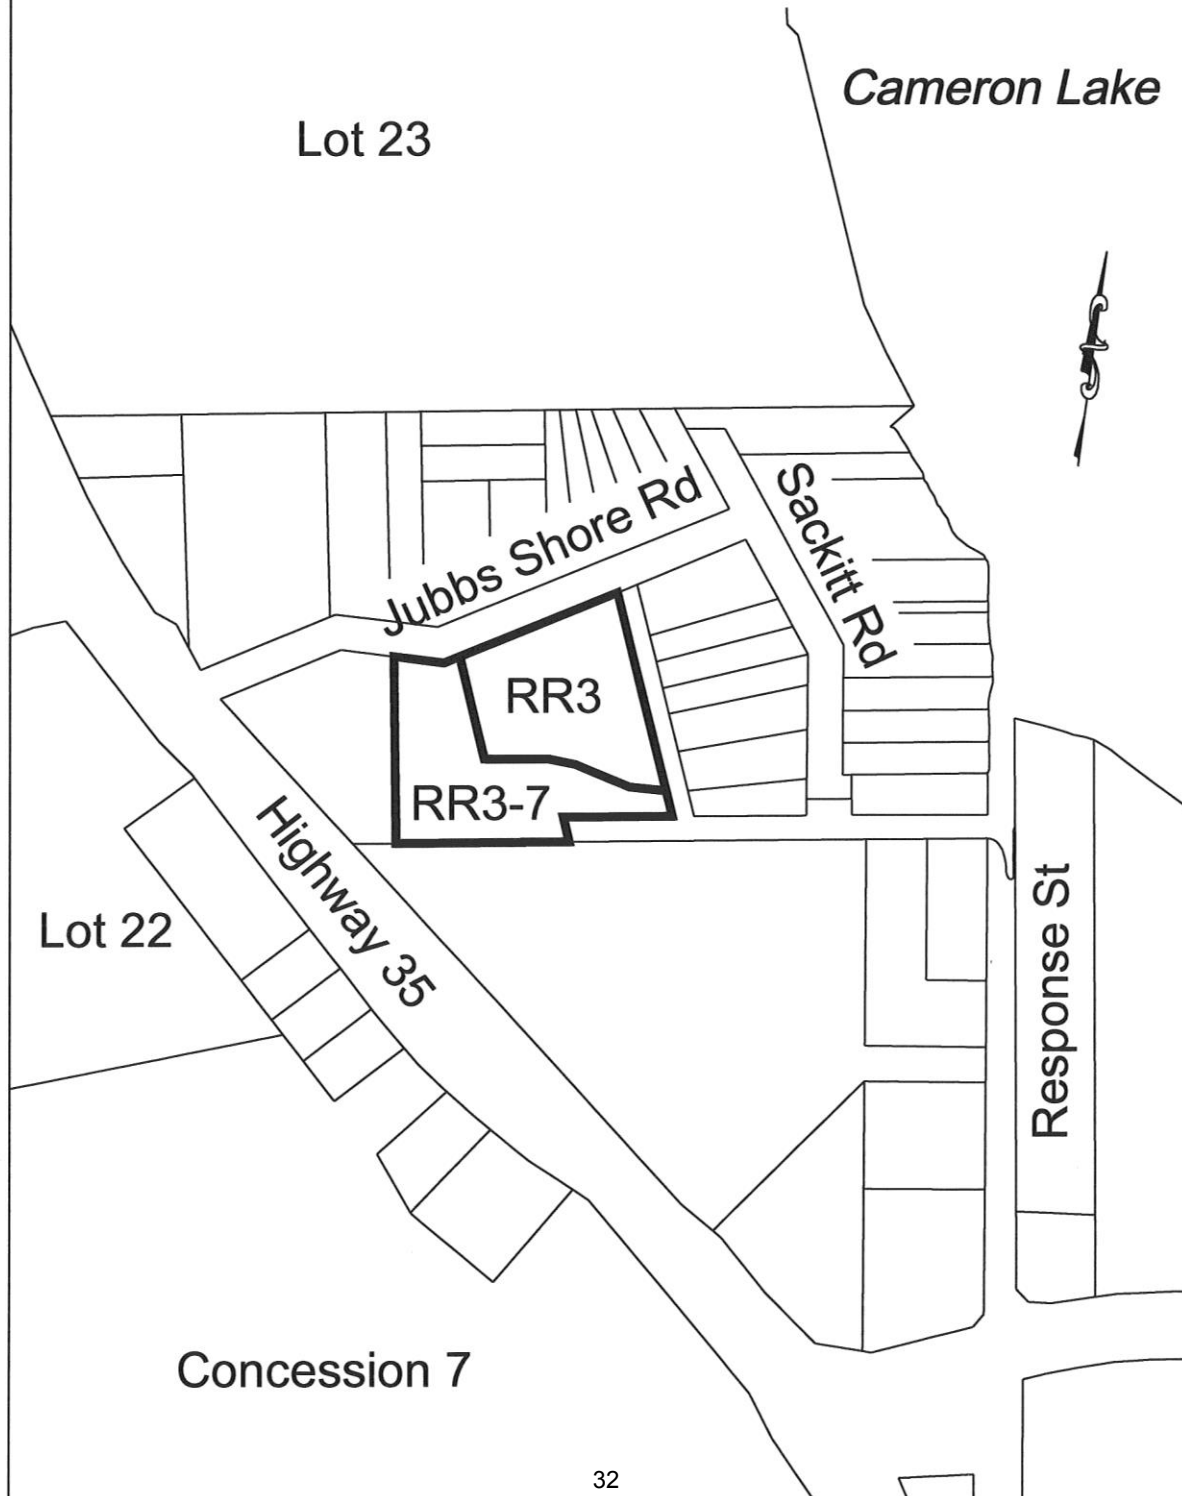 Cameron Lake
Lot 23
Jubbs Shore Rd
Sackitt Rd
RR3
RR3-7
Highway 35
Lot 22
Response St
Concession 7
32